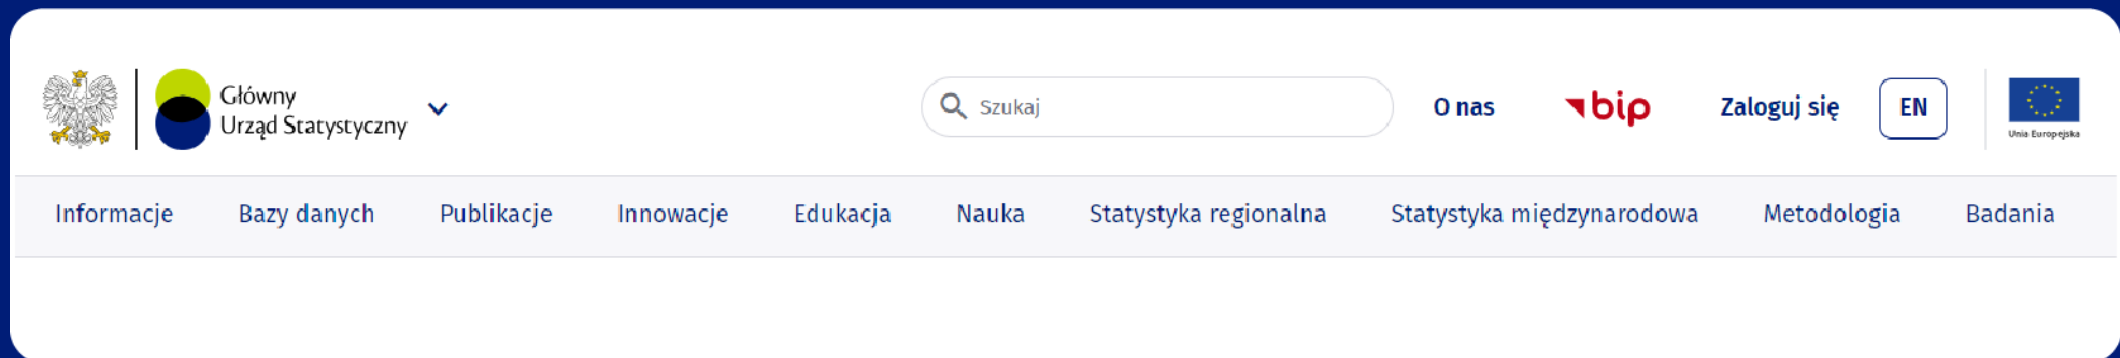 Główny
Urząd Statystyczny
Szukaj
O nas
bip
Zaloguj się
EN
Unia Europejska
Informacje
Bazy danych
Publikacje
Innowacje
Edukacja
Nauka
Statystyka regionalna
Statystyka międzynarodowa
Metodologia
Badania